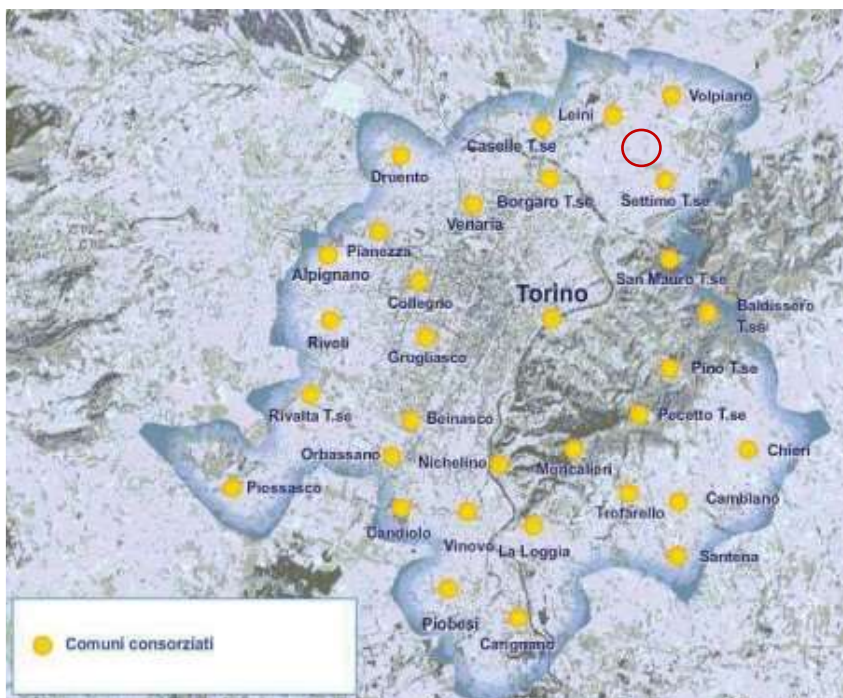 Volpiano
Leini
Caselle T.se
Druento
Borgaro T.se
Settimo T.se
Venaria
Pianezza
Alpignano
San Mauro T.se
Collegno
Torino
Baldissero
T.se
Rivoli
Grugliasco
Pino T.se
Rivalta T.se
Beinasco
Pecetto T.se
Orbassano
Nichelino
Moncalieri
Chieri
Piossasco
Trofarello
Cambiano
Candiolo
Vinovo
La Loggia
Santena
Piobesi
Carignano
Comuni consorziati